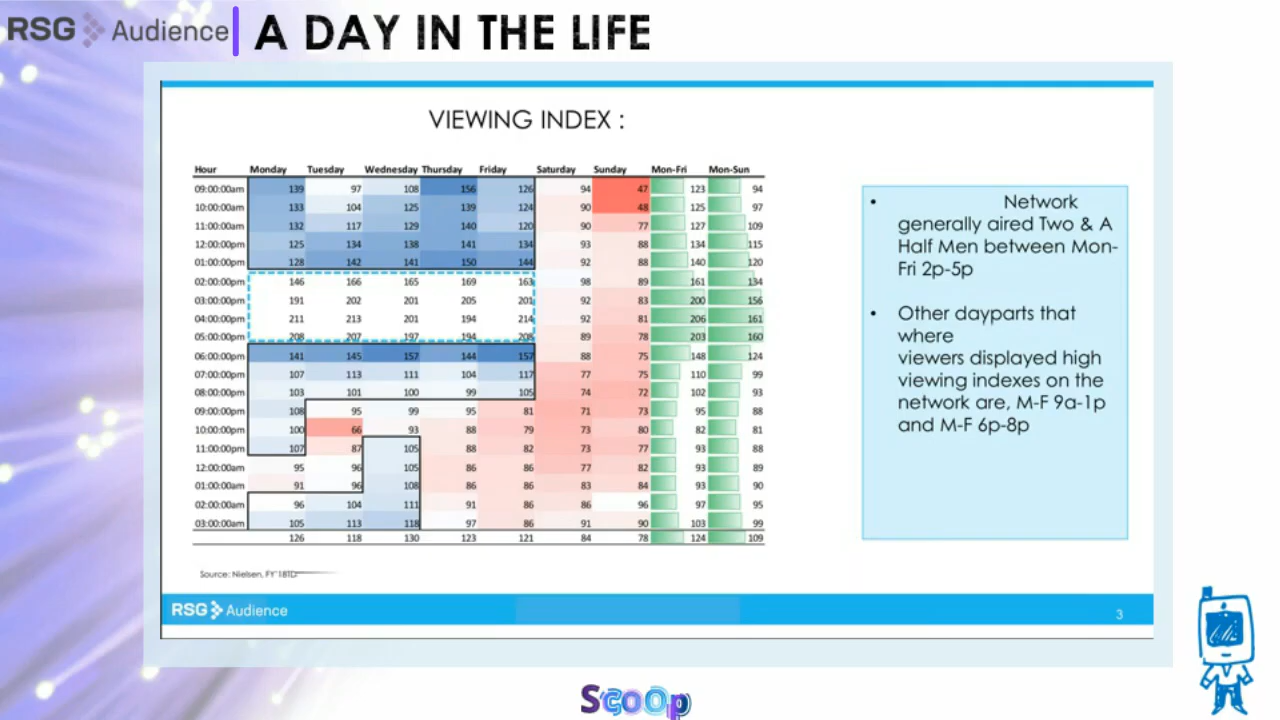 RSG Audience A DAY IN THE LIFE
VIEWING INDEX :
Hour Monday Tuesday Wednesday Thursday Friday Saturday Sunday Mon-Fri Mon-Sun
09:00:00am 139 97 108 156 126 94 47 123 94
10:00:00am 133 104 125 139 124 90 48 125 97
11:00:00am 132 117 129 140 120 90 77 127 109
12:00:00pm 125 134 138 141 134 93 88 134 115
01:00:00pm 128 142 141 150 144 92 88 140 120
02:00:00pm 146 166 165 169 163 98 89 161 134
03:00:00pm 191 202 201 205 201 92 83 200 156
04:00:00pm 211 213 201 194 214 92 81 206 161
05:00:00pm 208 207 197 194 208 89 78 203 160
06:00:00pm 141 145 157 144 157 88 75 148 124
07:00:00pm 107 113 111 104 117 77 75 110 99
08:00:00pm 103 101 100 99 105 74 72 102 93
09:00:00pm 108 95 99 95 81 71 73 95 88
10:00:00pm 100 66 93 88 79 73 80 82 81
11:00:00pm 107 87 105 88 82 73 77 93 88
12:00:00am 95 96 105 86 86 77 82 93 89
01:00:00am 91 96 108 86 86 83 84 93 90
02:00:00am 96 104 111 91 86 86 96 97 95
03:00:00am 105 113 118 97 86 91 90 103 99
126 118 130 123 121 84 78 124 109
Source: Nielsen, FY'18TD
• Network
generally aired Two & A
Half Men between Mon-
Fri 2p-5p
• Other dayparts that
where
viewers displayed high
viewing indexes on the
network are, M-F 9a-1p
and M-F 6p-8p
RSG Audience
3
Scoop